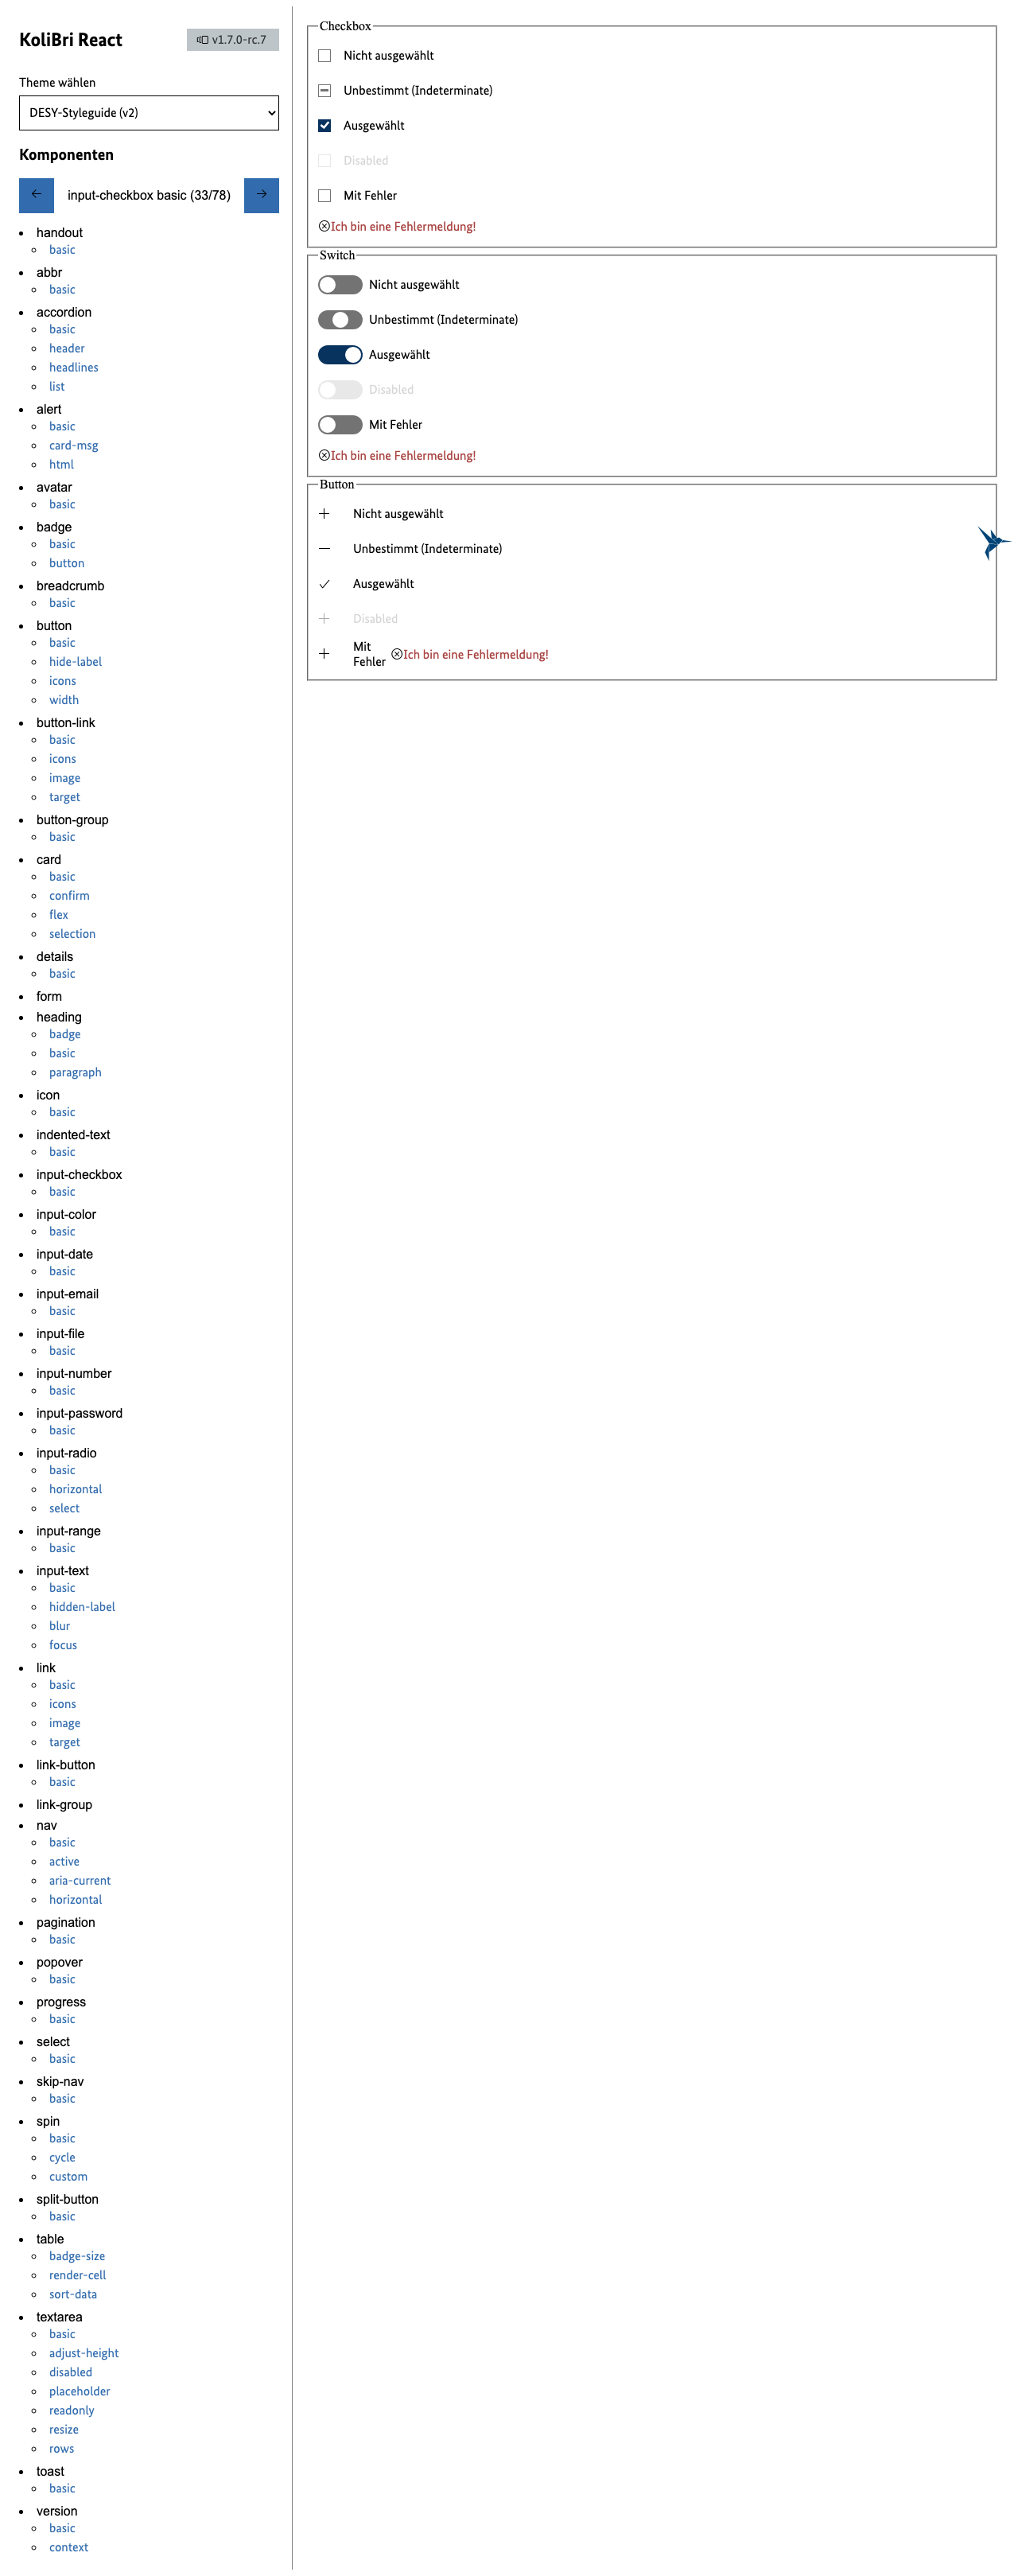 KoliBri React
v1.7.0-rc.7
Theme wählen
DESY-Styleguide (v2)
Komponenten
input-checkbox basic (33/78)
handout
basic
abbr
basic
accordion
basic
header
headlines
list
alert
basic
card-msg
html
avatar
basic
badge
basic
button
breadcrumb
basic
button
basic
hide-label
icons
width
button-link
basic
icons
image
target
button-group
basic
card
basic
confirm
flex
selection
details
basic
form
heading
badge
basic
paragraph
icon
basic
indented-text
basic
input-checkbox
basic
input-color
basic
input-date
basic
input-email
basic
input-file
basic
input-number
basic
input-password
basic
input-radio
basic
horizontal
select
input-range
basic
input-text
basic
hidden-label
blur
focus
link
basic
icons
image
target
link-button
basic
link-group
nav
basic
active
aria-current
horizontal
pagination
basic
popover
basic
progress
basic
select
basic
skip-nav
basic
spin
basic
cycle
custom
split-button
basic
table
badge-size
render-cell
sort-data
textarea
basic
adjust-height
disabled
placeholder
readonly
resize
rows
toast
basic
version
basic
context
Checkbox
Nicht ausgewählt
Unbestimmt (Indeterminate)
Ausgewählt
Disabled
Mit Fehler
Ich bin eine Fehlermeldung!
Switch
Nicht ausgewählt
Unbestimmt (Indeterminate)
Ausgewählt
Disabled
Mit Fehler
Ich bin eine Fehlermeldung!
Button
Nicht ausgewählt
Unbestimmt (Indeterminate)
Ausgewählt
Disabled
Mit
Fehler
Ich bin eine Fehlermeldung!